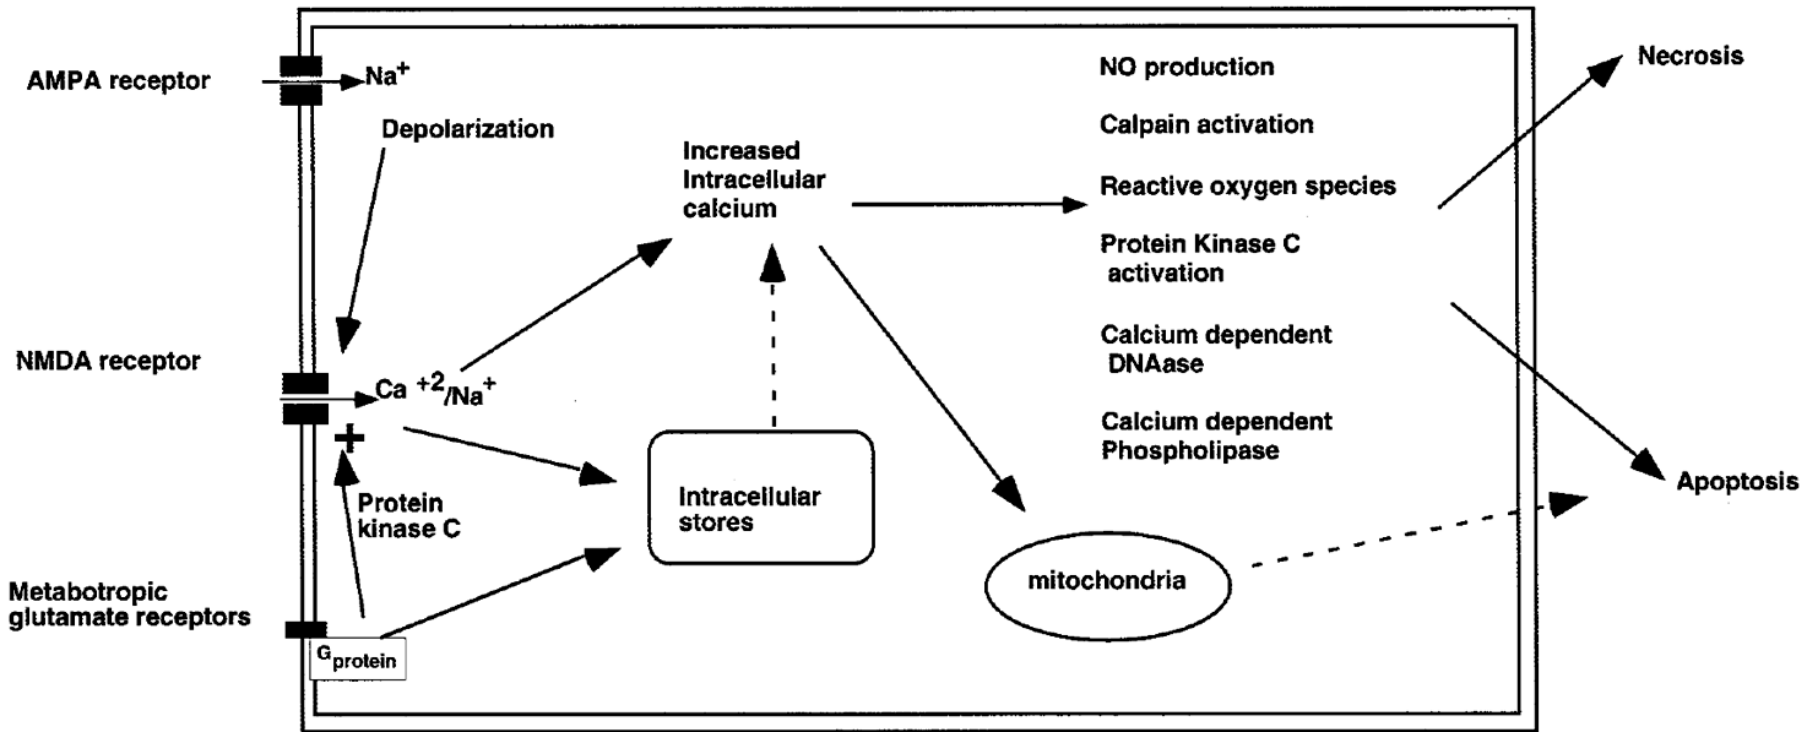 AMPA receptor
Na+
Depolarization
NMDA receptor
Ca +2/Na+
+
Protein
kinase C
Metabotropic
glutamate receptors
G protein
Increased
Intracellular
calcium
Intracellular
stores
NO production
Calpain activation
Reactive oxygen species
Protein Kinase C
activation
Calcium dependent
DNAase
Calcium dependent
Phospholipase
mitochondria
Necrosis
Apoptosis